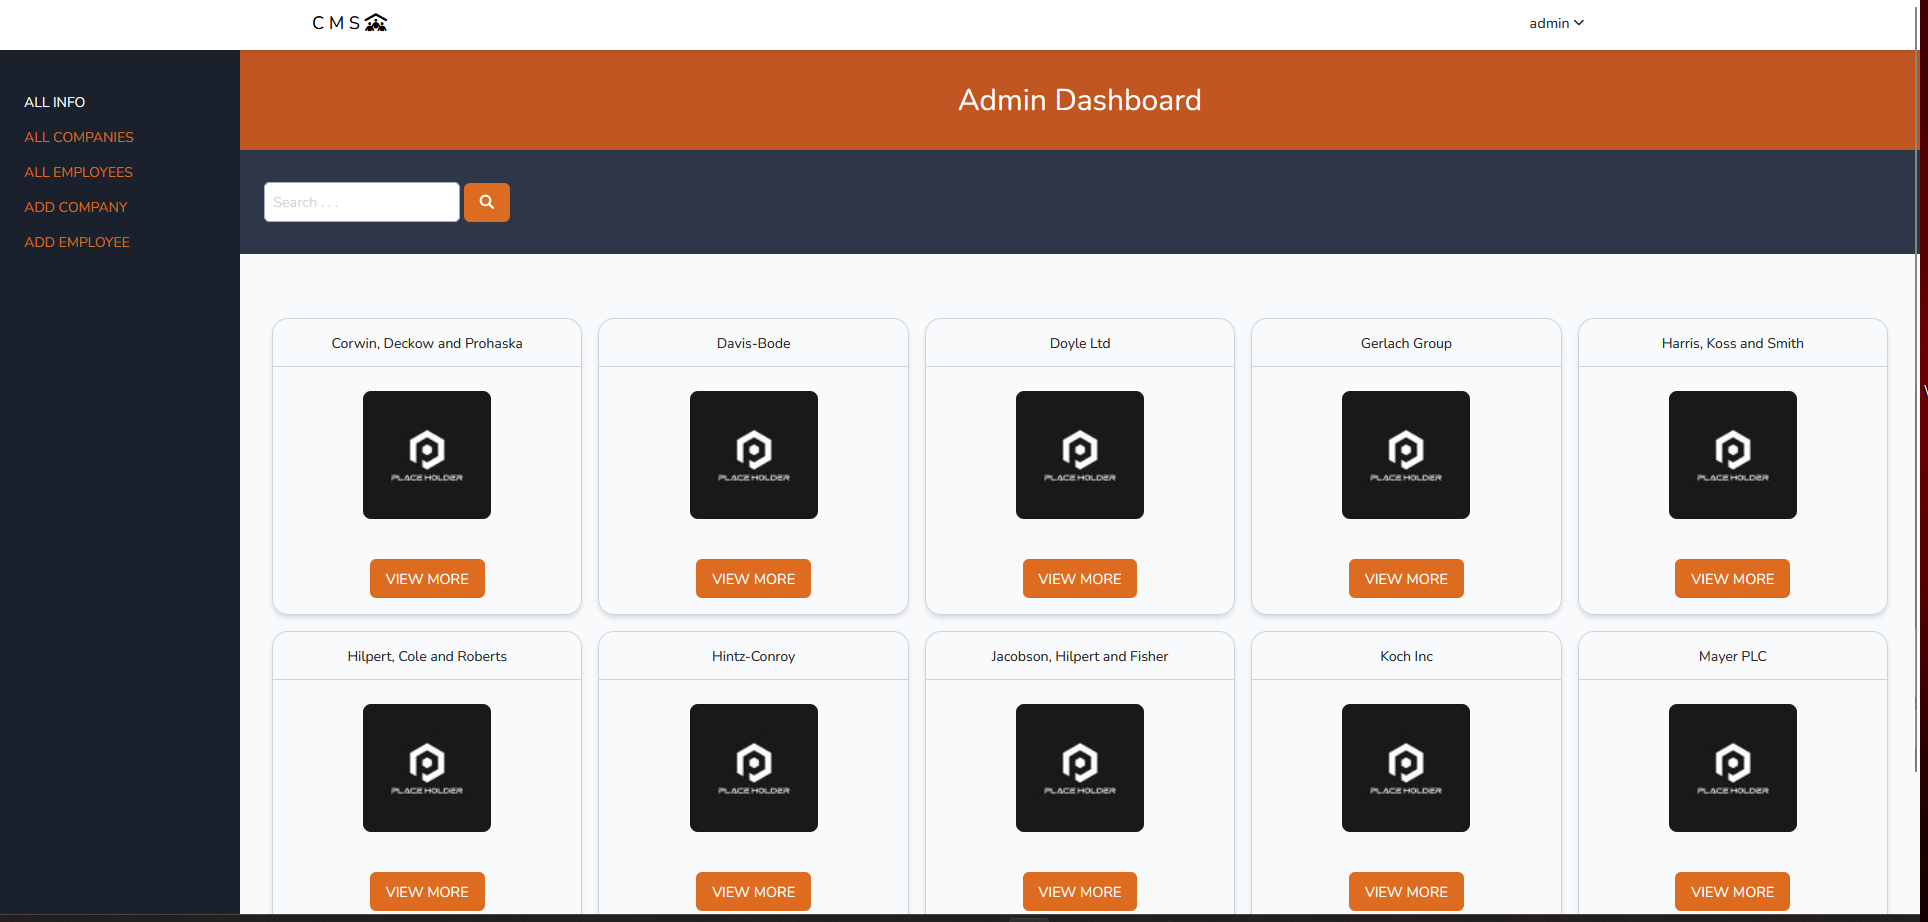 CMS
admin
ALL INFO
ALL COMPANIES
ALL EMPLOYEES
ADD COMPANY
ADD EMPLOYEE
Admin Dashboard
Search . . .
Corwin, Deckow and Prohaska
PLACE HOLDER
VIEW MORE
Davis-Bode
PLACE HOLDER
VIEW MORE
Doyle Ltd
PLACE HOLDER
VIEW MORE
Gerlach Group
PLACE HOLDER
VIEW MORE
Harris, Koss and Smith
PLACE HOLDER
VIEW MORE
Hilpert, Cole and Roberts
PLACE HOLDER
VIEW MORE
Hintz-Conroy
PLACE HOLDER
VIEW MORE
Jacobson, Hilpert and Fisher
PLACE HOLDER
VIEW MORE
Koch Inc
PLACE HOLDER
VIEW MORE
Mayer PLC
PLACE HOLDER
VIEW MORE